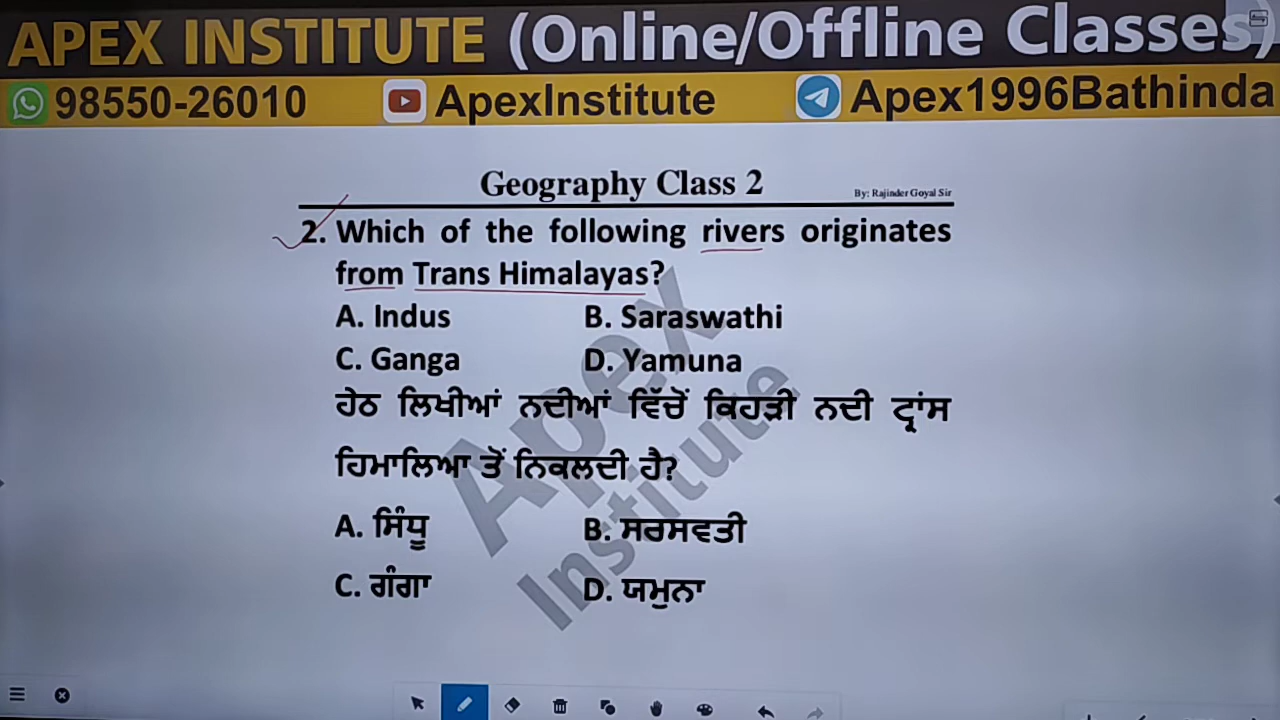 APEX INSTITUTE (Online/Offline Classes)
98550-26010 ApexInstitute Apex1996Bathinda
Geography Class 2 By: Rajinder Goyal Sir
2. Which of the following rivers originates
from Trans Himalayas?
A. Indus B. Saraswathi
C. Ganga D. Yamuna
ਹੇਠ ਲਿਖੀਆਂ ਨਦੀਆਂ ਵਿੱਚੋਂ ਕਿਹੜੀ ਨਦੀ ਟ੍ਰਾਂਸ
ਹਿਮਾਲਿਆ ਤੋਂ ਨਿਕਲਦੀ ਹੈ?
A. ਸਿੰਧੂ B. ਸਰਸਵਤੀ
C. ਗੰਗਾ D. ਯਮੁਨਾ
Apex
Institute